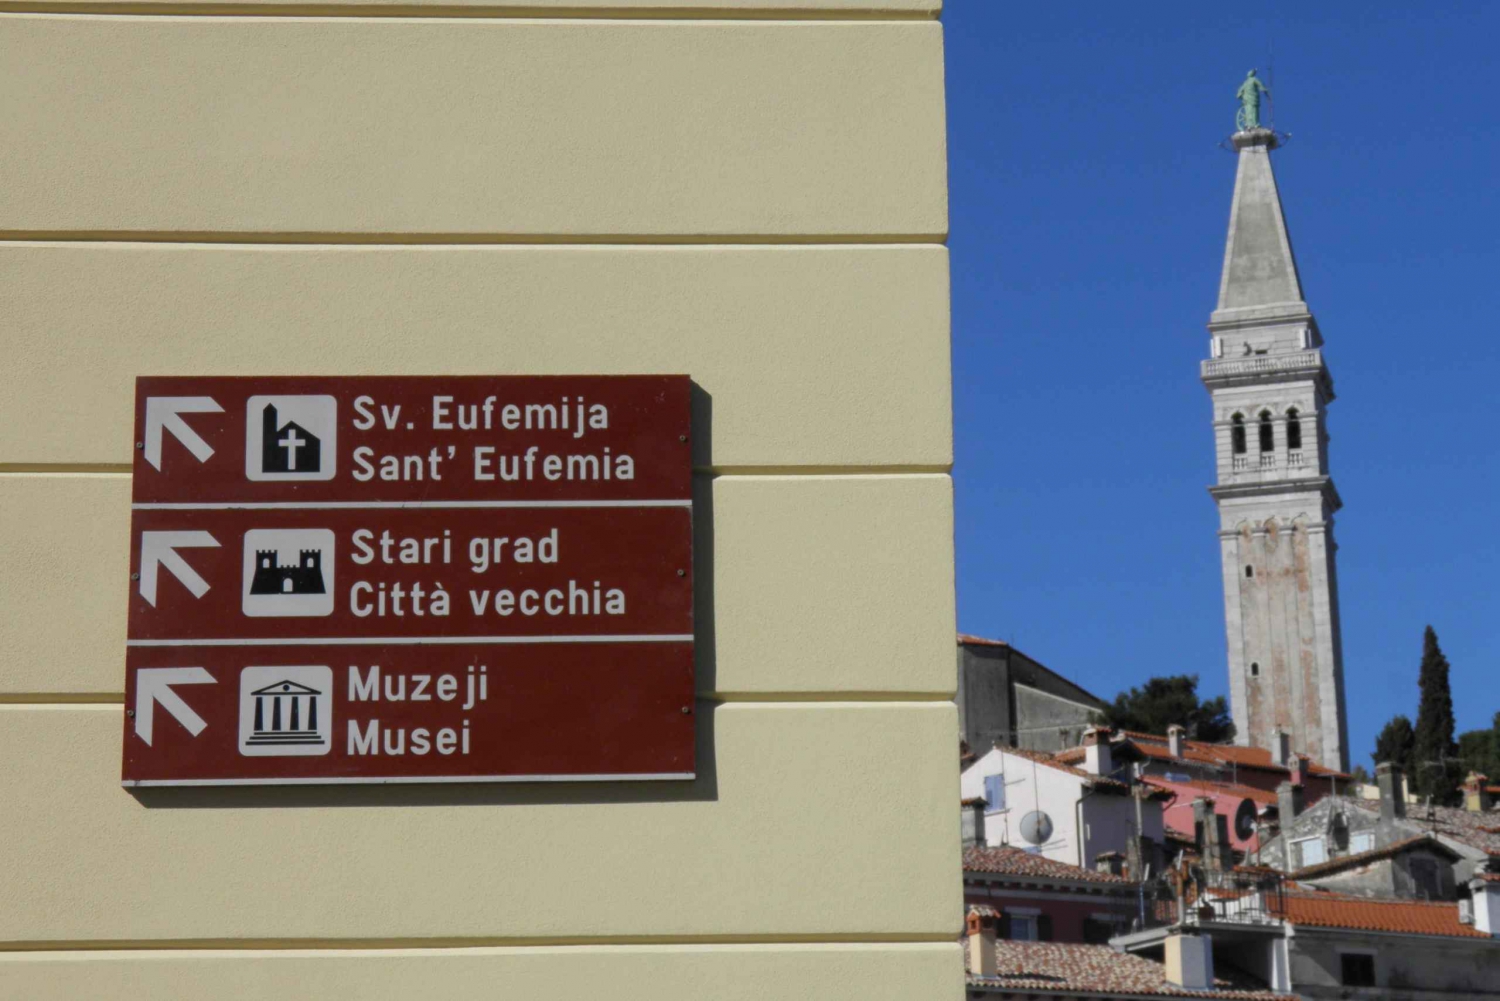 Sv. Eufemija
Sant' Eufemia
Stari grad
Città vecchia
Muzeji
Musei